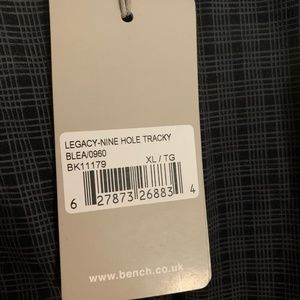 LEGACY-NINE HOLE TRACKY
BLEA/0960
BK11179 XL / TG
6 27873 26883 4
www.bench.co.uk